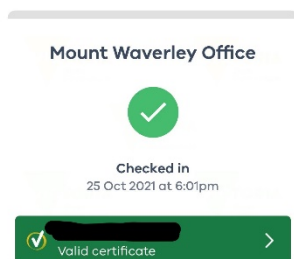 Mount Waverley Office
Checked in
25 Oct 2021 at 6:01pm
Valid certificate